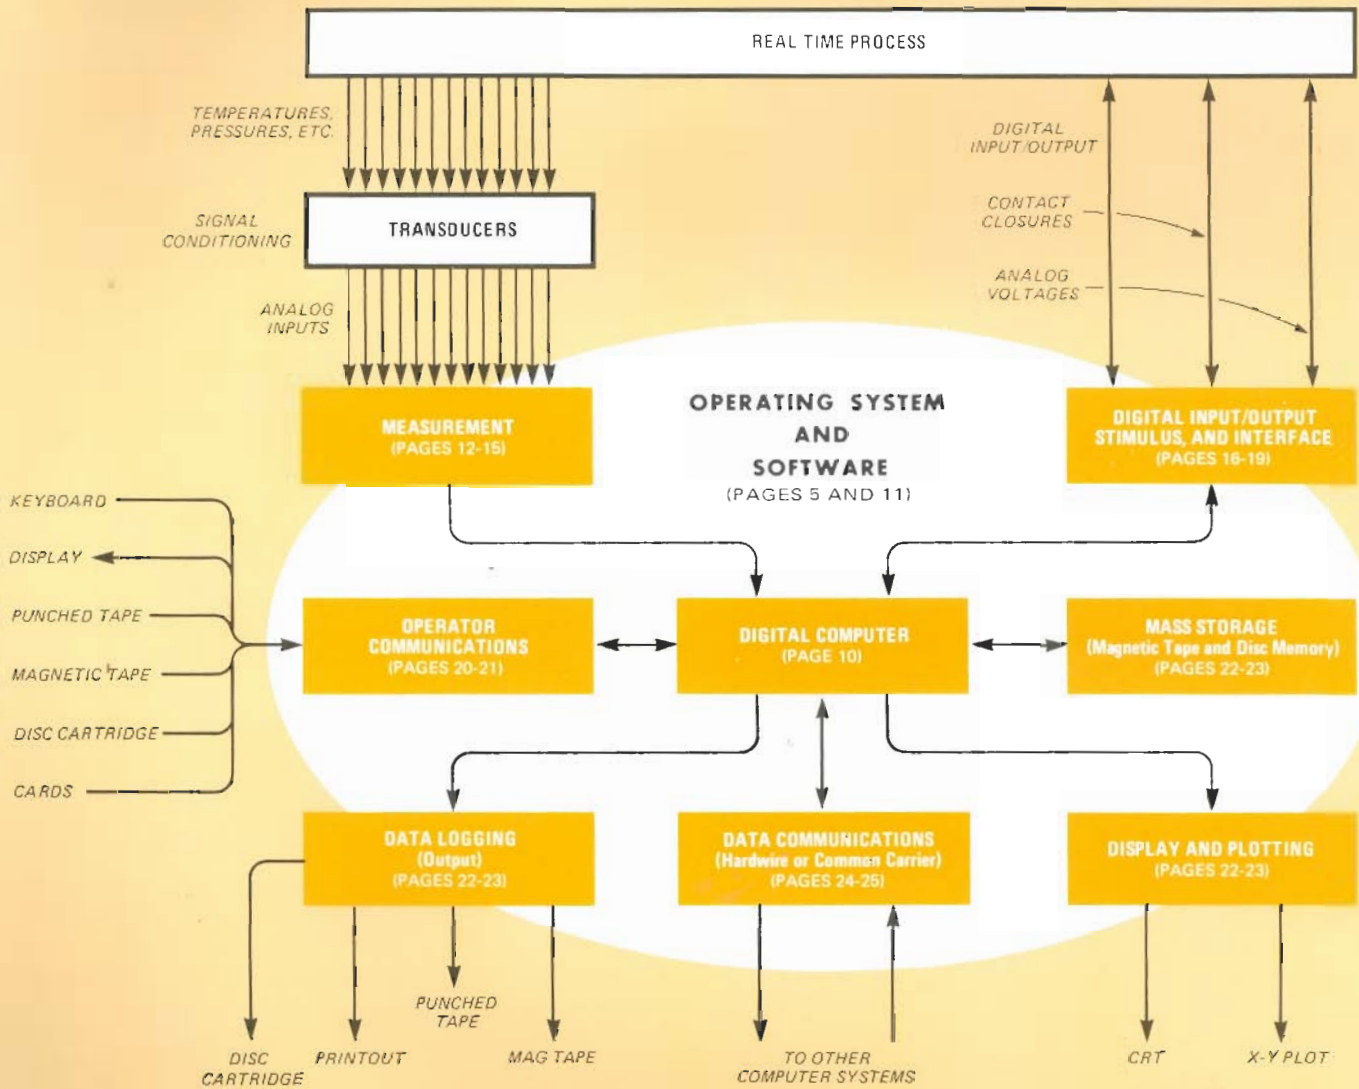 REAL TIME PROCESS
TEMPERATURES,
PRESSURES, ETC.
DIGITAL
INPUT/OUTPUT
SIGNAL
CONDITIONING
TRANSDUCERS
CONTACT
CLOSURES
ANALOG
INPUTS
ANALOG
VOLTAGES
MEASUREMENT
(PAGES 12-15)
OPERATING SYSTEM
AND
SOFTWARE
(PAGES 5 AND 11)
DIGITAL INPUT/OUTPUT
STIMULUS, AND INTERFACE
(PAGES 16-19)
KEYBOARD
DISPLAY
PUNCHED TAPE
MAGNETIC TAPE
DISC CARTRIDGE
CARDS
OPERATOR
COMMUNICATIONS
(PAGES 20-21)
DIGITAL COMPUTER
(PAGE 10)
MASS STORAGE
(Magnetic Tape and Disc Memory)
(PAGES 22-23)
DATA LOGGING
(Output)
(PAGES 22-23)
DATA COMMUNICATIONS
(Hardwire or Common Carrier)
(PAGES 24-25)
DISPLAY AND PLOTTING
(PAGES 22-23)
DISC
CARTRIDGE
PRINTOUT
PUNCHED
TAPE
MAG TAPE
TO OTHER
COMPUTER SYSTEMS
CRT
X-Y PLOT